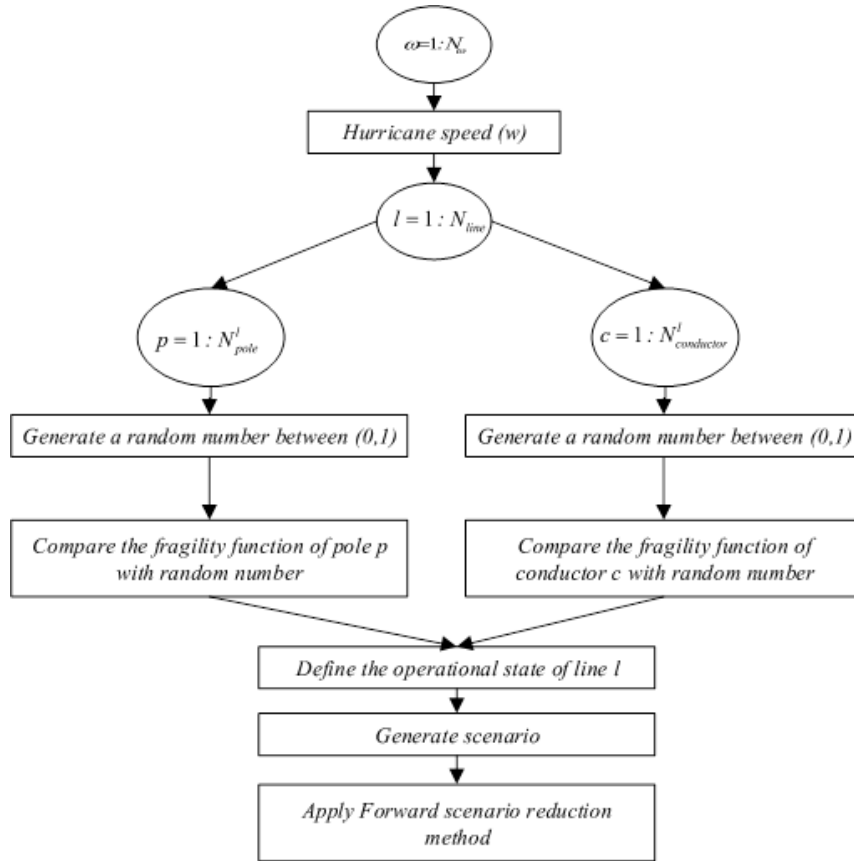 ω=1:N_ω
Hurricane speed (w)
l = 1 : N_line
p = 1 : N^l_pole
c = 1 : N^l_conductor
Generate a random number between (0,1)
Generate a random number between (0,1)
Compare the fragility function of pole p
with random number
Compare the fragility function of
conductor c with random number
Define the operational state of line l
Generate scenario
Apply Forward scenario reduction
method